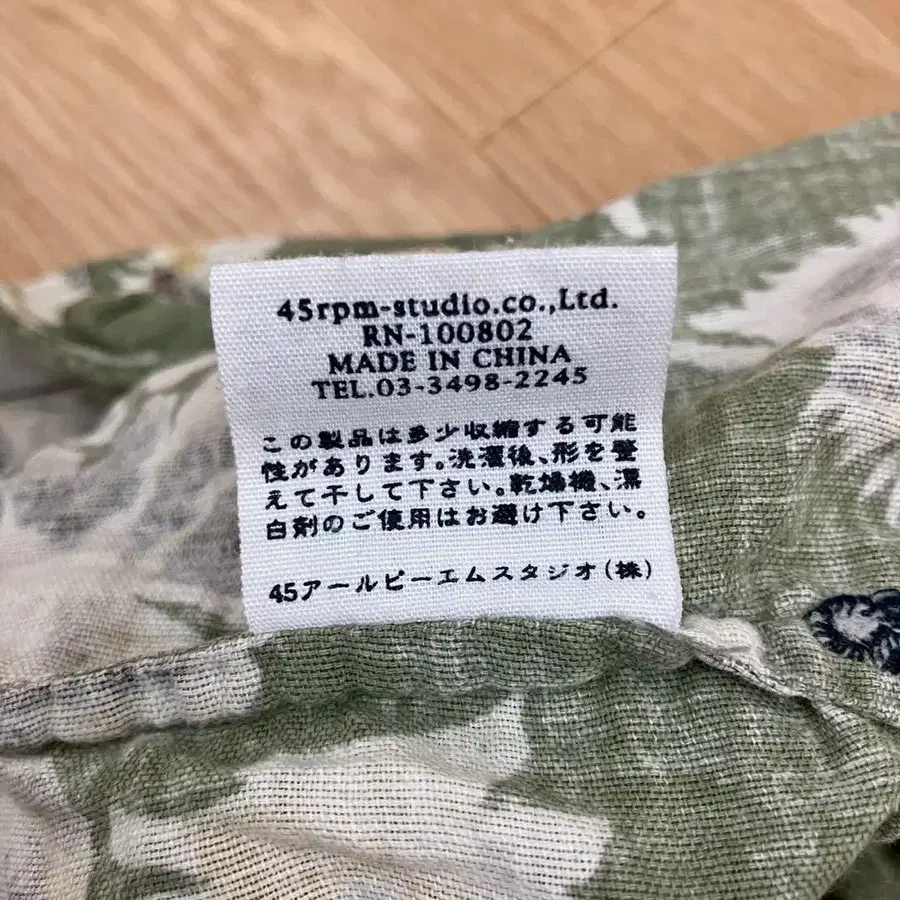 45rpm-studio.co.,Ltd.
RN-100802
MADE IN CHINA
TEL.03-3498-2245
この製品は多少収縮する可能
性があります。洗濯後、形を整
えて干して下さい。乾燥機、漂
白剤のご使用はお避け下さい。
45アールピーエムスタジオ(株)